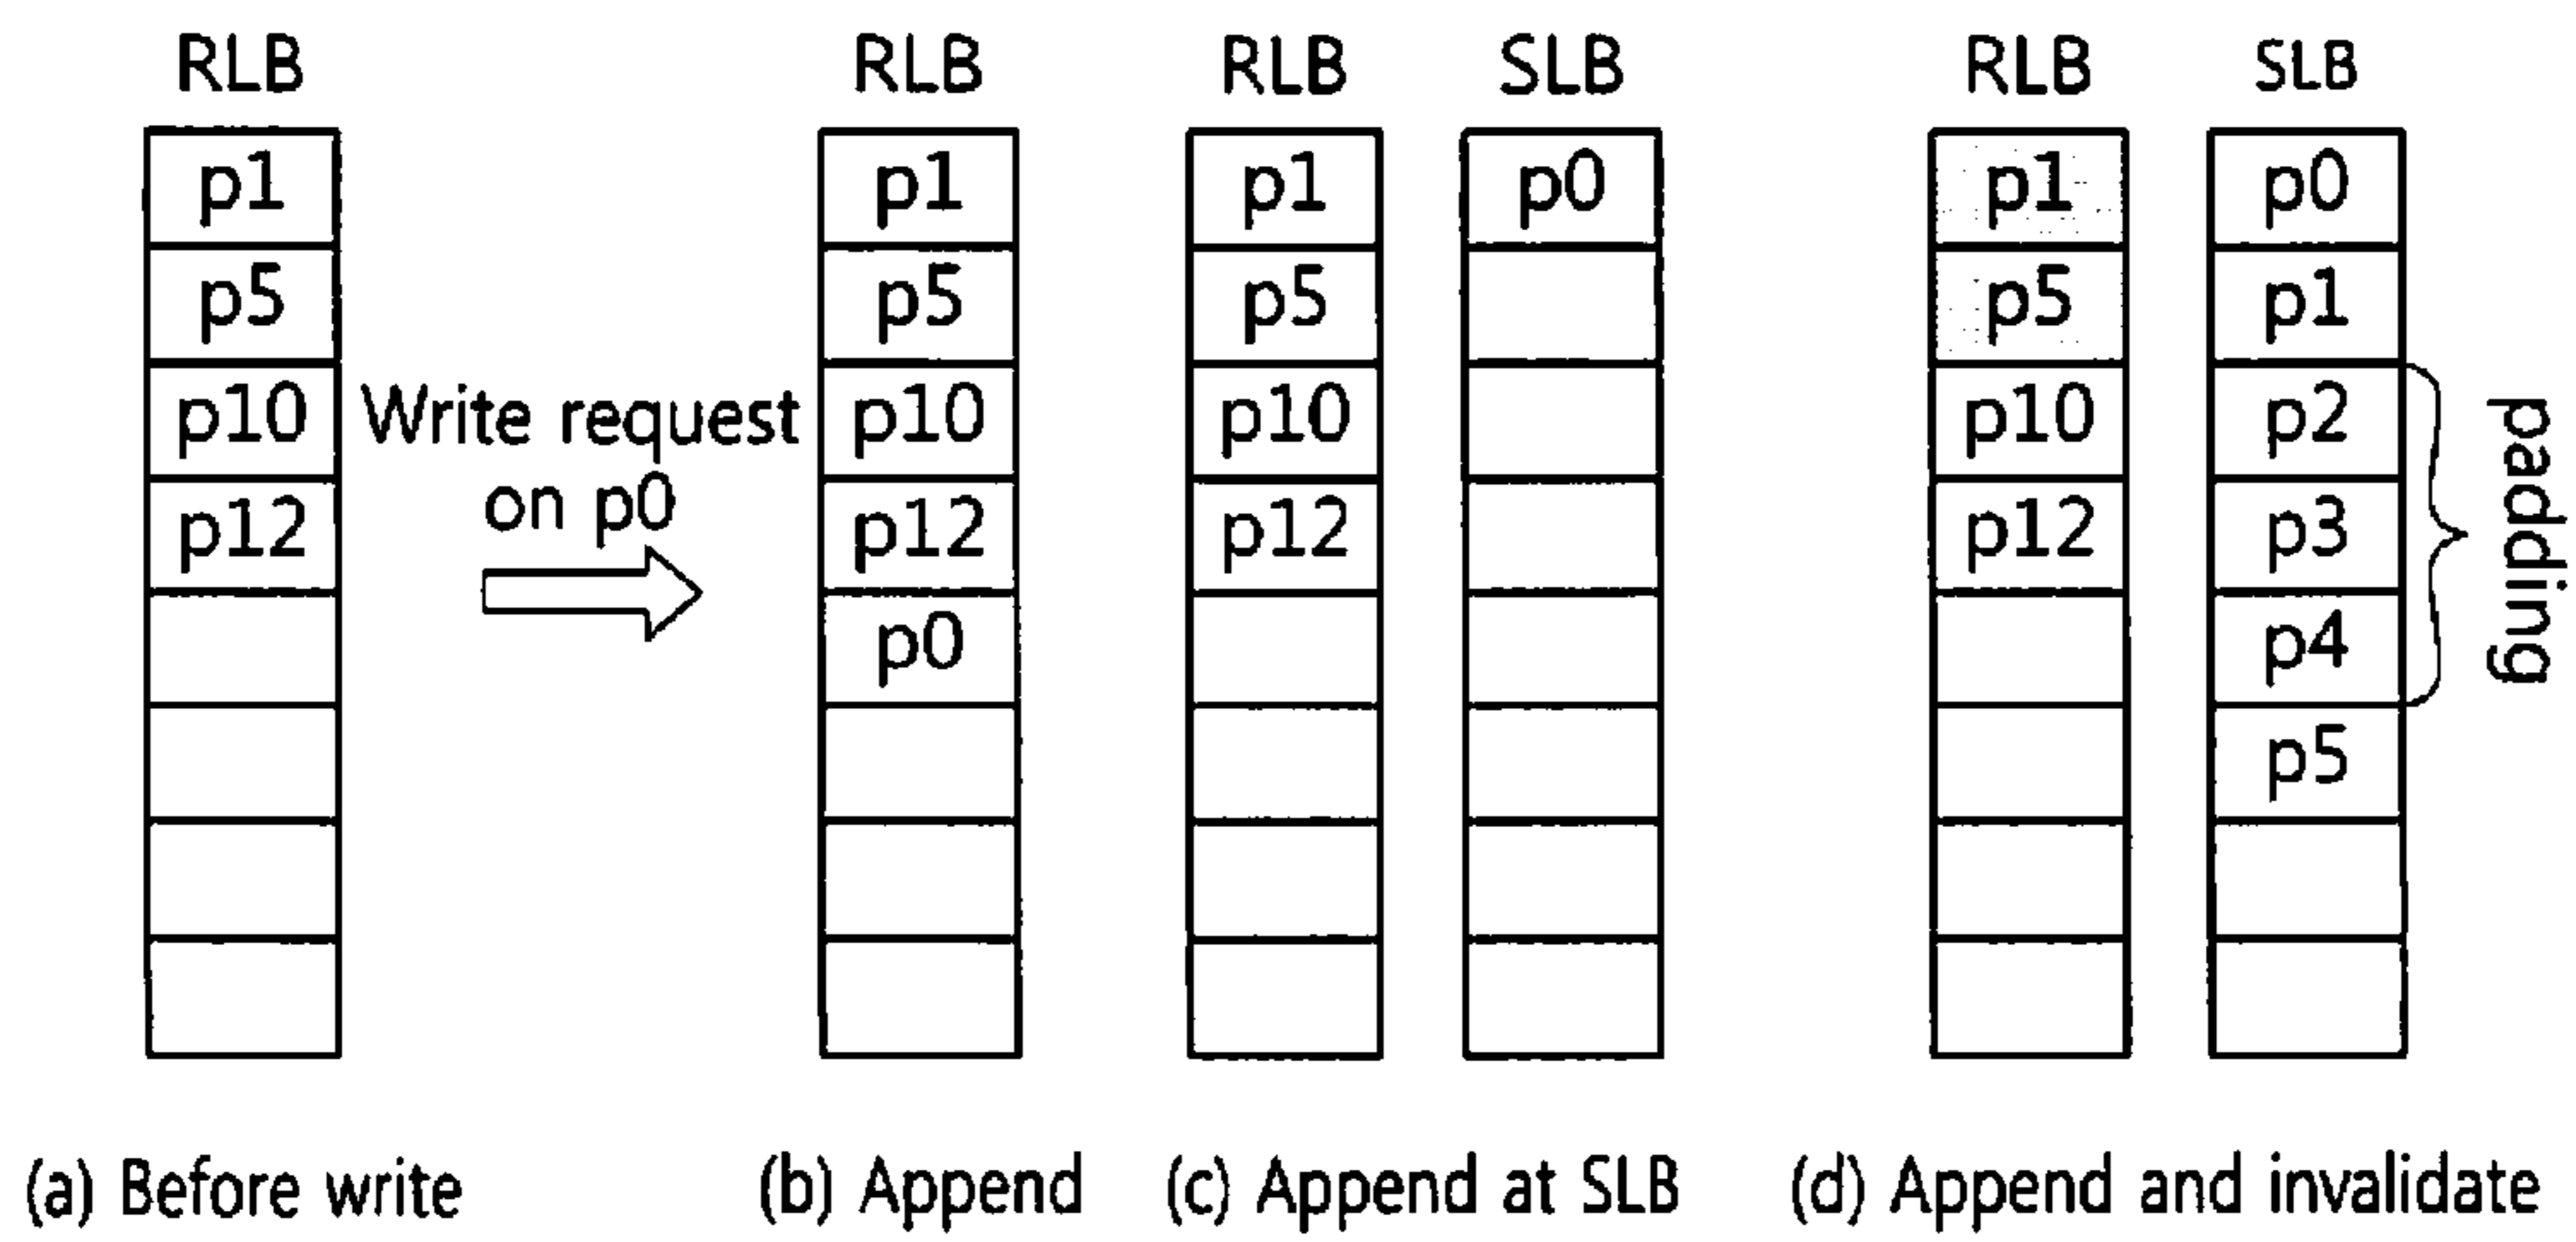 RLB
p1
p5
p10
p12
Write request
on p0
RLB
p1
p5
p10
p12
p0
RLB
p1
p5
p10
p12
SLB
p0
RLB
p1
p5
p10
p12
SLB
p0
p1
p2
p3
p4
p5
padding
(a) Before write
(b) Append
(c) Append at SLB
(d) Append and invalidate